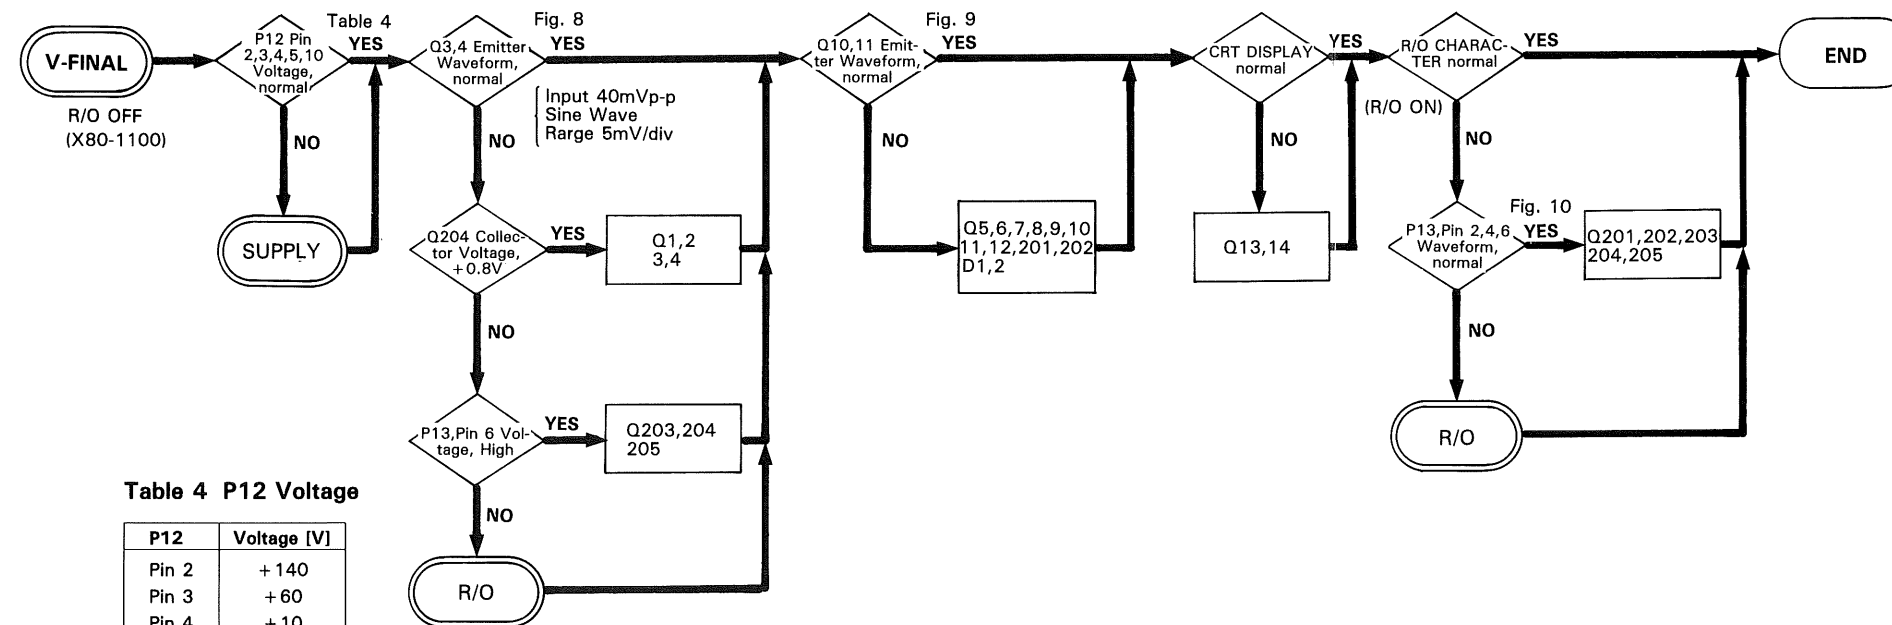 V-FINAL
R/O OFF
(X80-1100)
P12 Pin
2,3,4,5,10
Voltage,
normal
Table 4
YES
NO
SUPPLY
Q3,4 Emitter
Waveform,
normal
Fig. 8
YES
Input 40mVp-p
Sine Wave
Rarge 5mV/div
NO
Q204 Collec-
tor Voltage,
+0.8V
YES
Q1,2
3,4
NO
P13,Pin 6 Vol-
tage, High
YES
Q203,204
205
NO
R/O
Q10,11 Emit-
ter Waveform,
normal
Fig. 9
YES
NO
Q5,6,7,8,9,10
11,12,201,202
D1,2
CRT DISPLAY
normal
YES
NO
Q13,14
R/O CHARAC-
TER normal
YES
(R/O ON)
NO
P13,Pin 2,4,6
Waveform,
normal
Fig. 10
YES
Q201,202,203
204,205
NO
R/O
END
Table 4 P12 Voltage
P12 Voltage [V]
Pin 2 +140
Pin 3 +60
Pin 4 +10